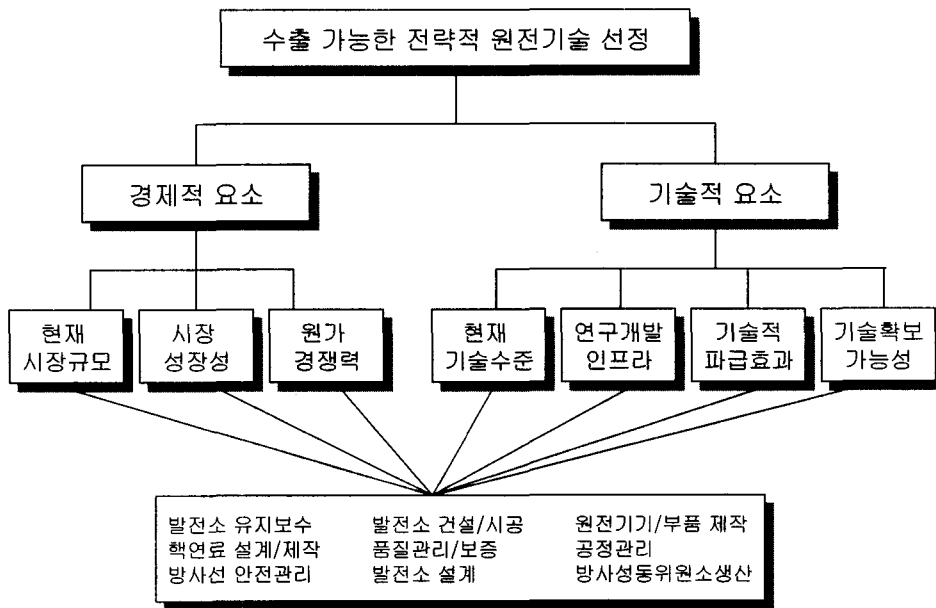 수출 가능한 전략적 원전기술 선정
경제적 요소
기술적 요소
현재
시장규모
시장
성장성
원가
경쟁력
현재
기술수준
연구개발
인프라
기술적
파급효과
기술확보
가능성
발전소 유지보수
발전소 건설/시공
원전기기/부품 제작
핵연료 설계/제작
품질관리/보증
공정관리
방사선 안전관리
발전소 설계
방사성동위원소생산